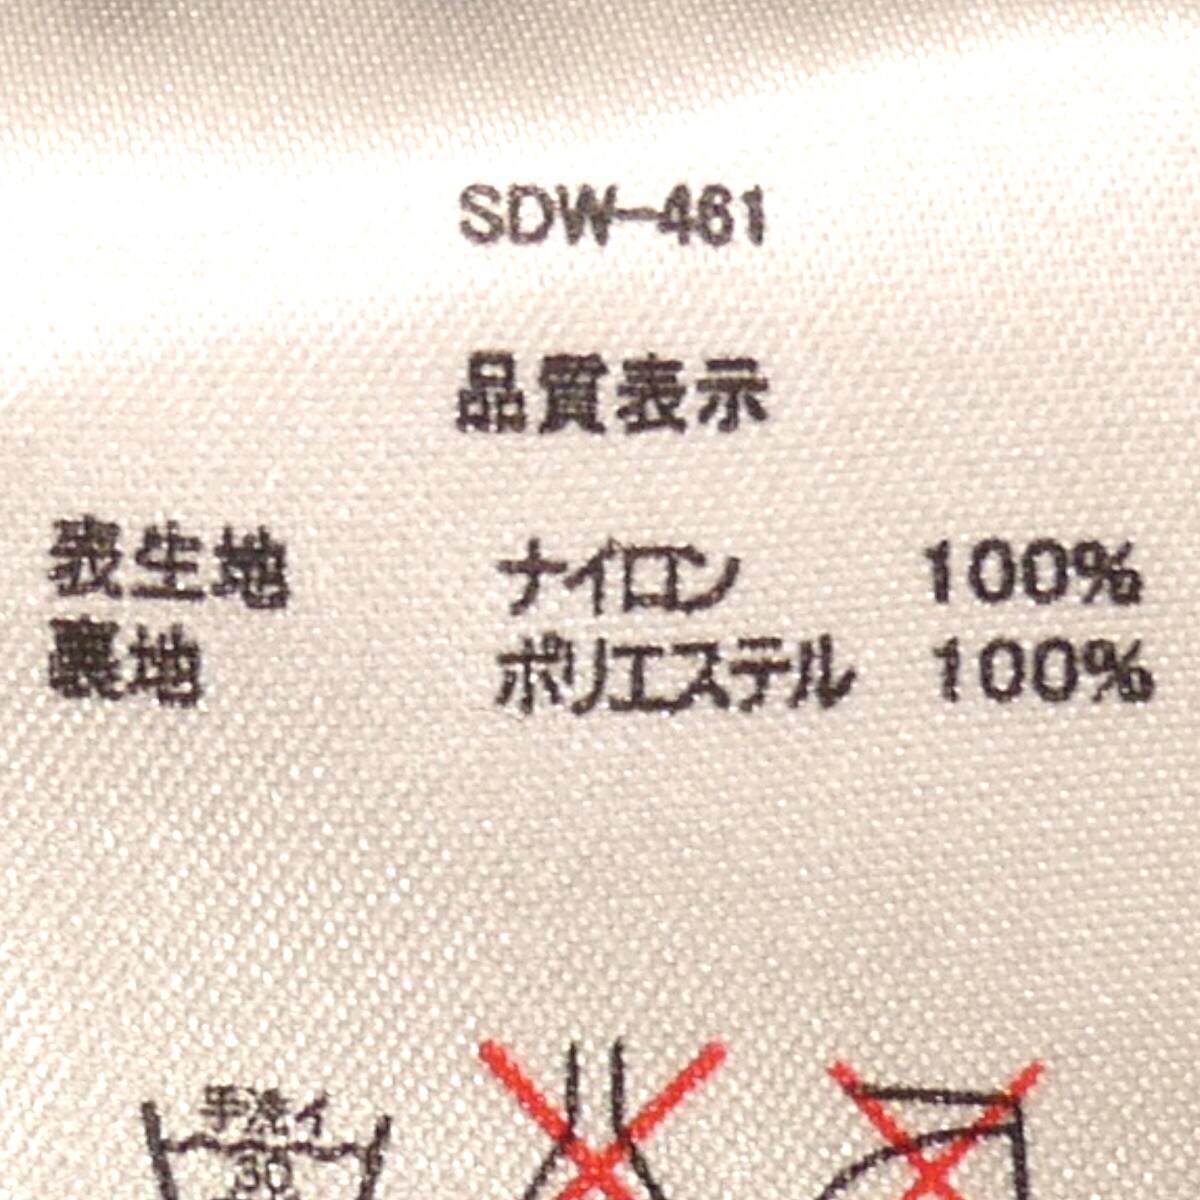 SDW-461
品質表示
表生地 ナイロン 100%
裏地 ポリエステル 100%
手洗イ
30